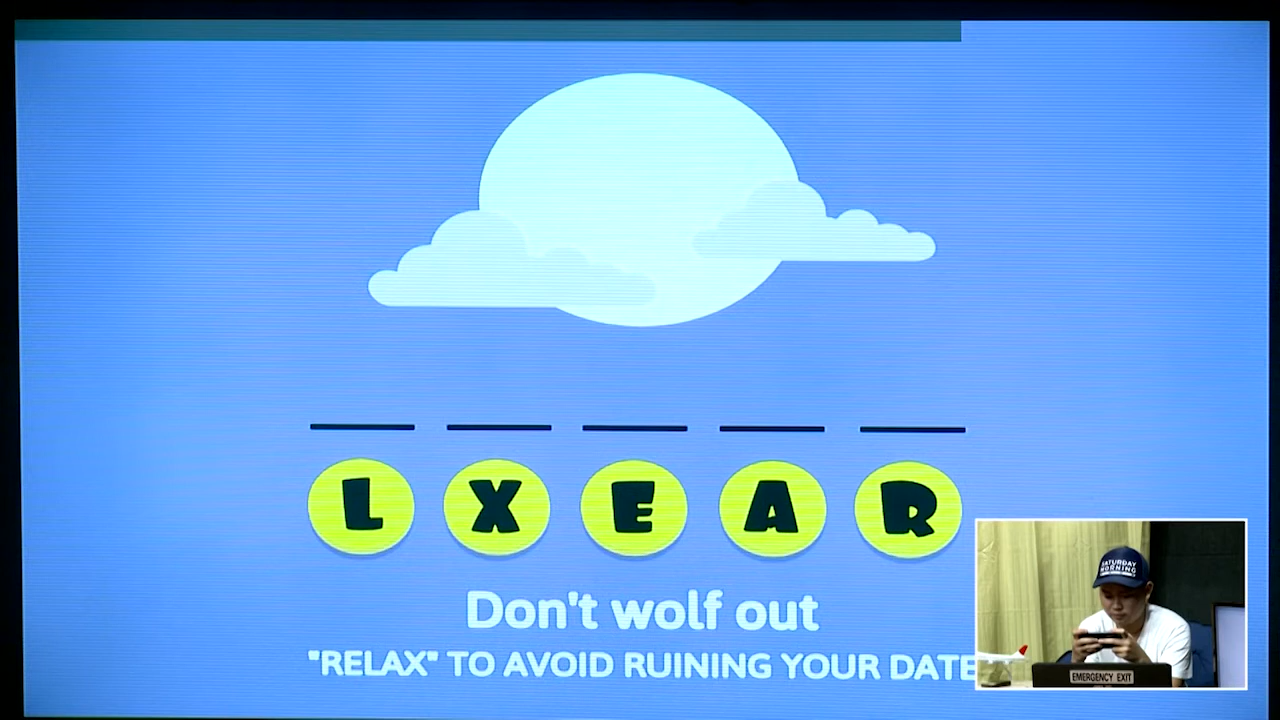 L X E A R
Don't wolf out
"RELAX" TO AVOID RUINING YOUR DATE
SATURDAY
MORNING
EMERGENCY EXIT